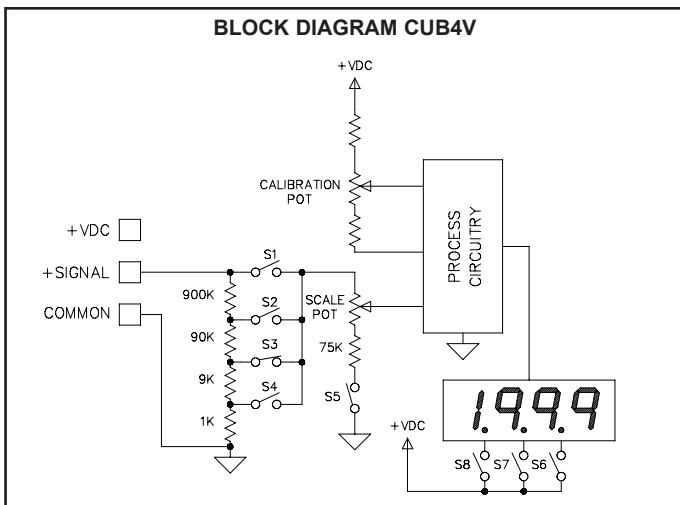 BLOCK DIAGRAM CUB4V
+VDC
CALIBRATION
POT
PROCESS
CIRCUITRY
+VDC
+SIGNAL
COMMON
S1
900K
S2
SCALE
POT
90K
S3
75K
9K
S4
S5
1K
1.9.9.9
+VDC
S8 S7 S6